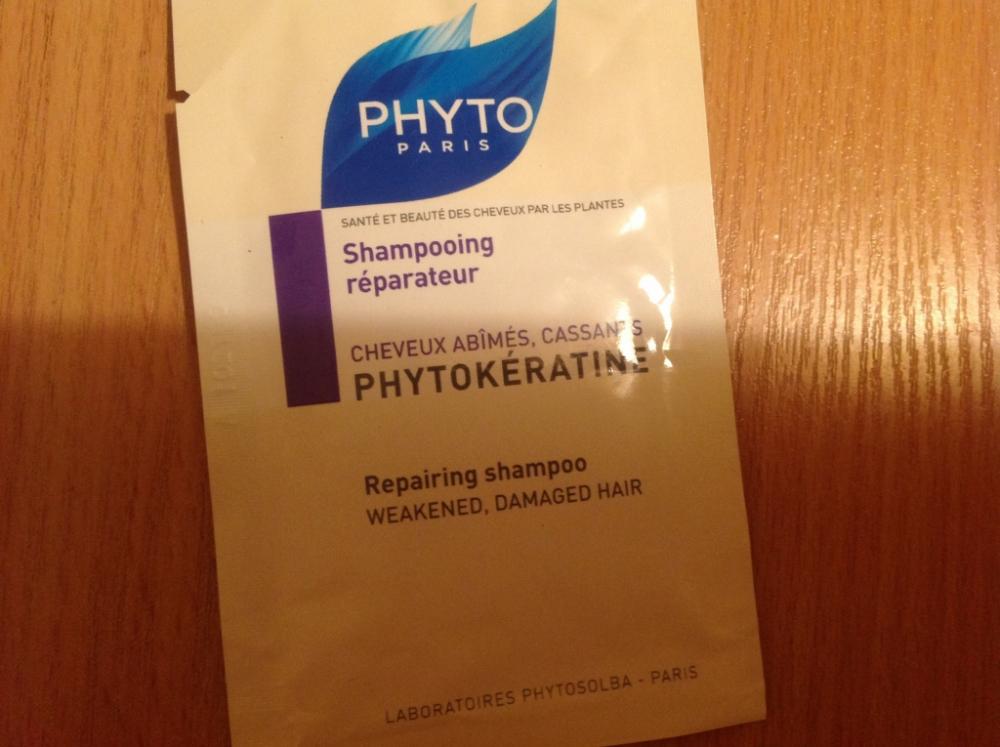 PHYTO
PARIS
SANTÉ ET BEAUTÉ DES CHEVEUX PAR LES PLANTES
Shampooing
réparateur
CHEVEUX ABÎMÉS, CASSANTS
PHYTOKÉRATINE
Repairing shampoo
WEAKENED, DAMAGED HAIR
LABORATOIRES PHYTOSOLBA - PARIS